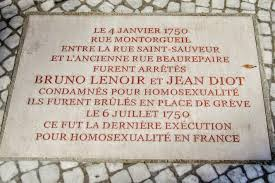 LE 4 JANVIER 1750
RUE MONTORGUEIL
ENTRE LA RUE SAINT-SAUVEUR
ET L'ANCIENNE RUE BEAUREPAIRE
FURENT ARRÊTÉS
BRUNO LENOIR ET JEAN DIOT
CONDAMNÉS POUR HOMOSEXUALITÉ
ILS FURENT BRÛLÉS EN PLACE DE GRÈVE
LE 6 JUILLET 1750
CE FUT LA DERNIÈRE EXÉCUTION
POUR HOMOSEXUALITÉ EN FRANCE